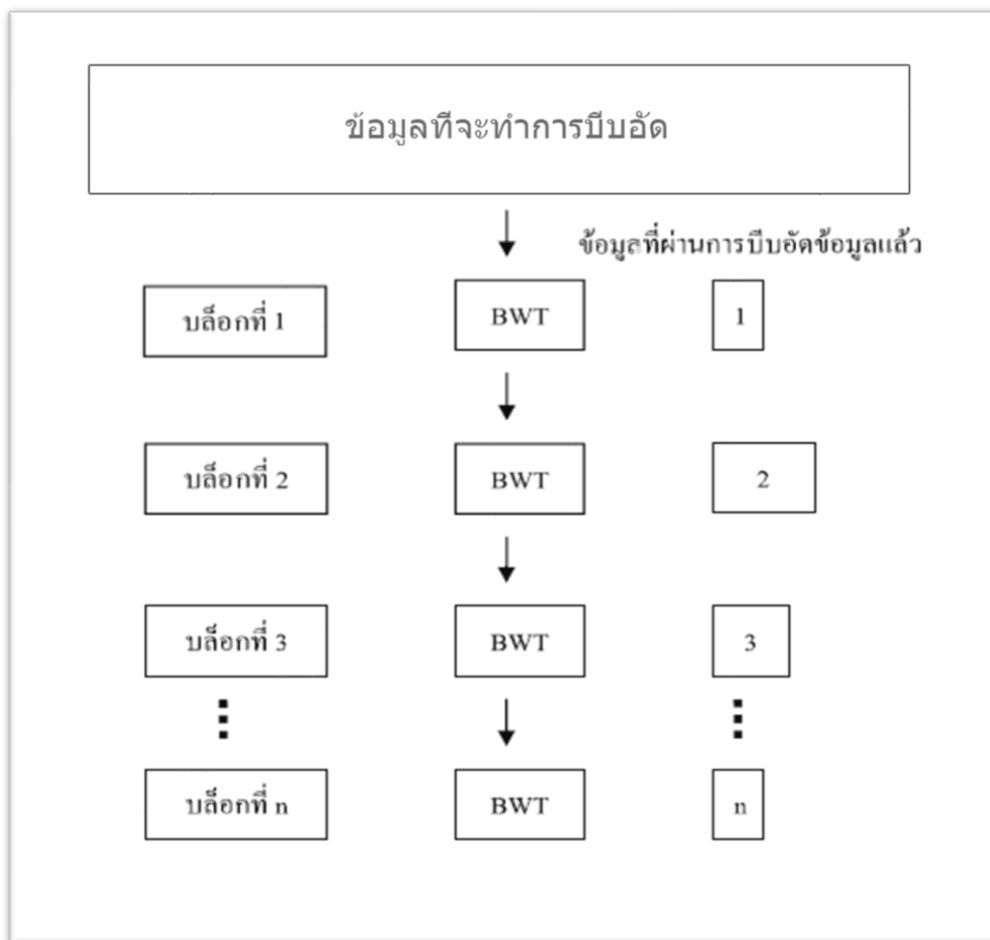 ข้อมูลที่จะทำการบีบอัด
ข้อมูลที่ผ่านการบีบอัดข้อมูลแล้ว
บล็อกที่ 1 BWT 1
บล็อกที่ 2 BWT 2
บล็อกที่ 3 BWT 3
บล็อกที่ n BWT n